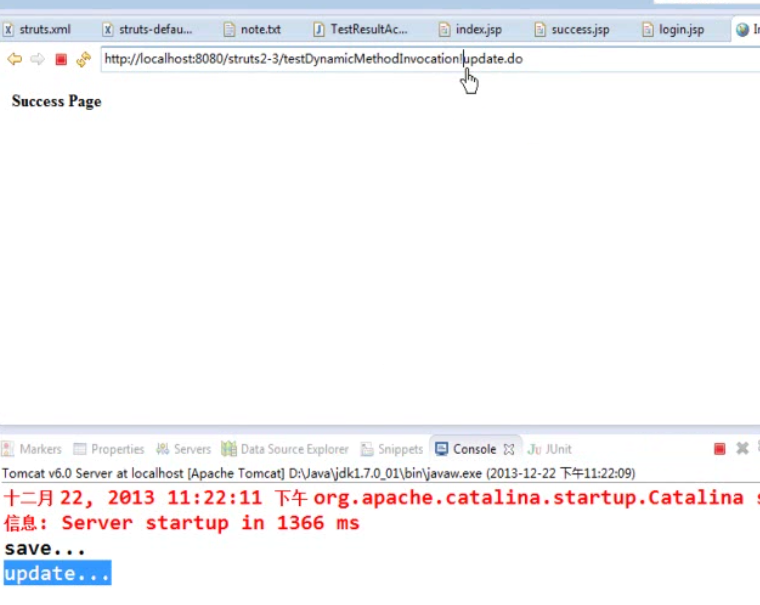 struts.xml struts-defau... note.txt TestResultAc... index.jsp success.jsp login.jsp
http://localhost:8080/struts2-3/testDynamicMethodInvocation!update.do
Success Page
Markers Properties Servers Data Source Explorer Snippets Console JUnit
Tomcat v6.0 Server at localhost [Apache Tomcat] D:\Java\jdk1.7.0_01\bin\javaw.exe (2013-12-22 下午11:22:09)
十二月 22, 2013 11:22:11 下午 org.apache.catalina.startup.Catalina
信息: Server startup in 1366 ms
save...
update...